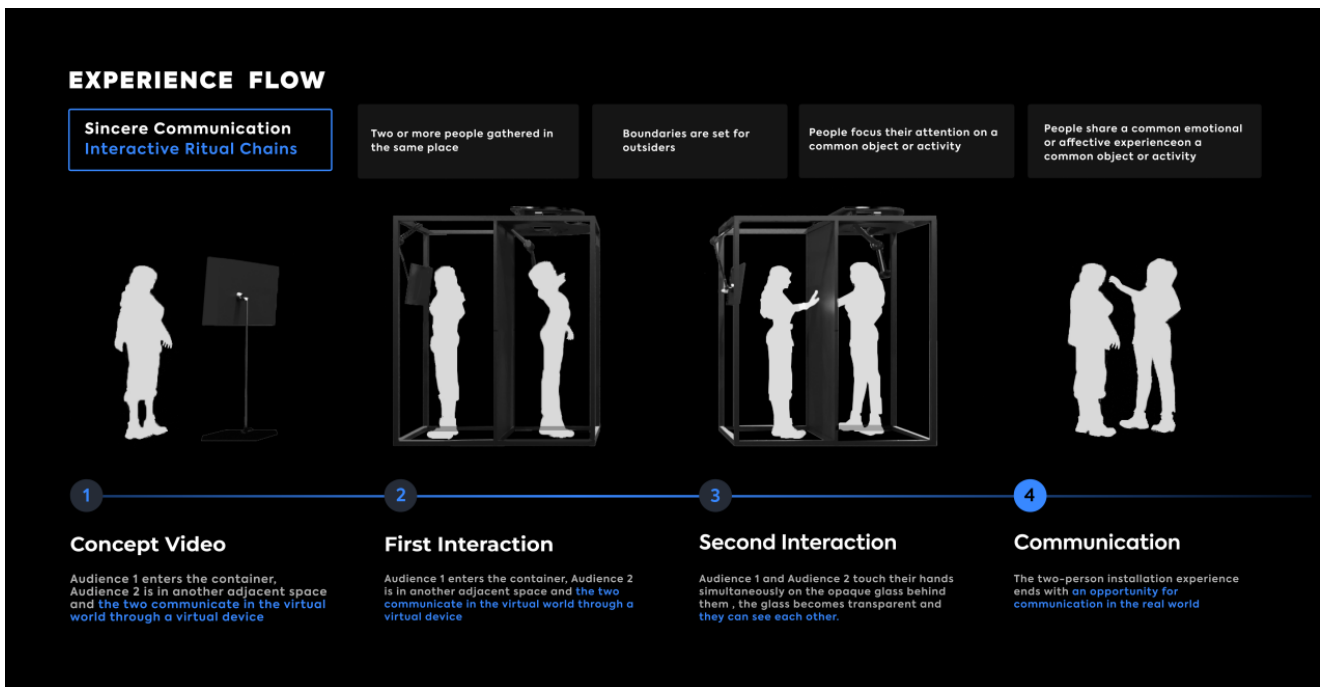 EXPERIENCE FLOW
Sincere Communication
Interactive Ritual Chains
Two or more people gathered in
the same place
Boundaries are set for
outsiders
People focus their attention on a
common object or activity
People share a common emotional
or affective experienceon a
common object or activity
1
2
3
4
Concept Video
Audience 1 enters the container,
Audience 2 is in another adjacent space
and the two communicate in the virtual
world through a virtual device
First Interaction
Audience 1 enters the container, Audience 2
is in another adjacent space and the two
communicate in the virtual world through a
virtual device
Second Interaction
Audience 1 and Audience 2 touch their hands
simultaneously on the opaque glass behind
them , the glass becomes transparent and
they can see each other.
Communication
The two-person installation experience
ends with an opportunity for
communication in the real world